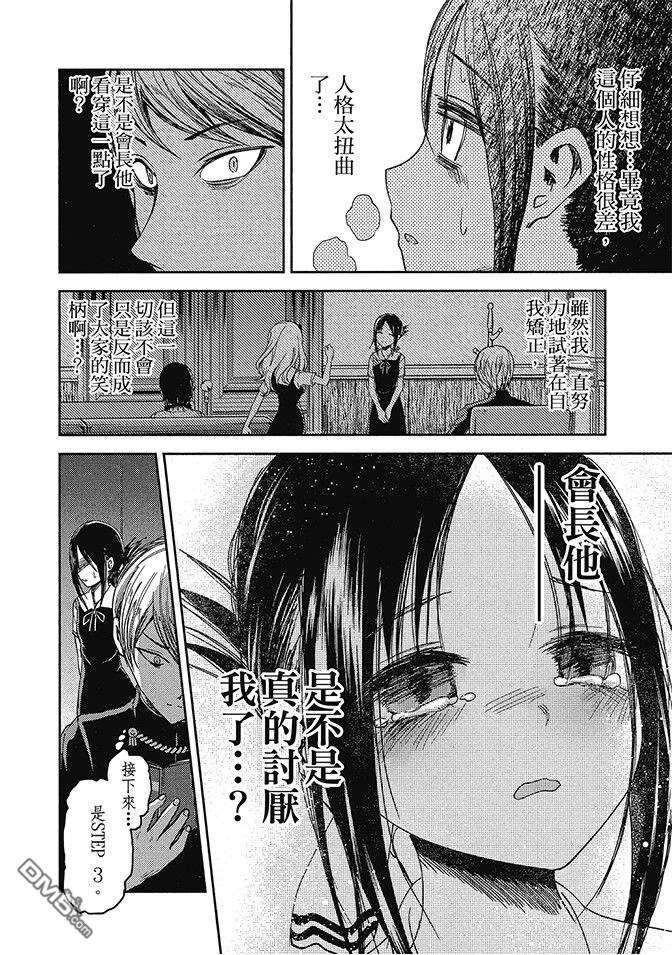 仔細想想…畢竟我
這個人的性格很差，
人格太扭曲
了…
是不是會長他
看穿這一點了
啊？
雖然我一直努
力地試著在自
我矯正，
但這一
切該不會
只是反而成
了大家的笑
柄啊…？
會長他
是不是
真的討厭
我了…？
接下來…
是STEP 3。
DM5.com